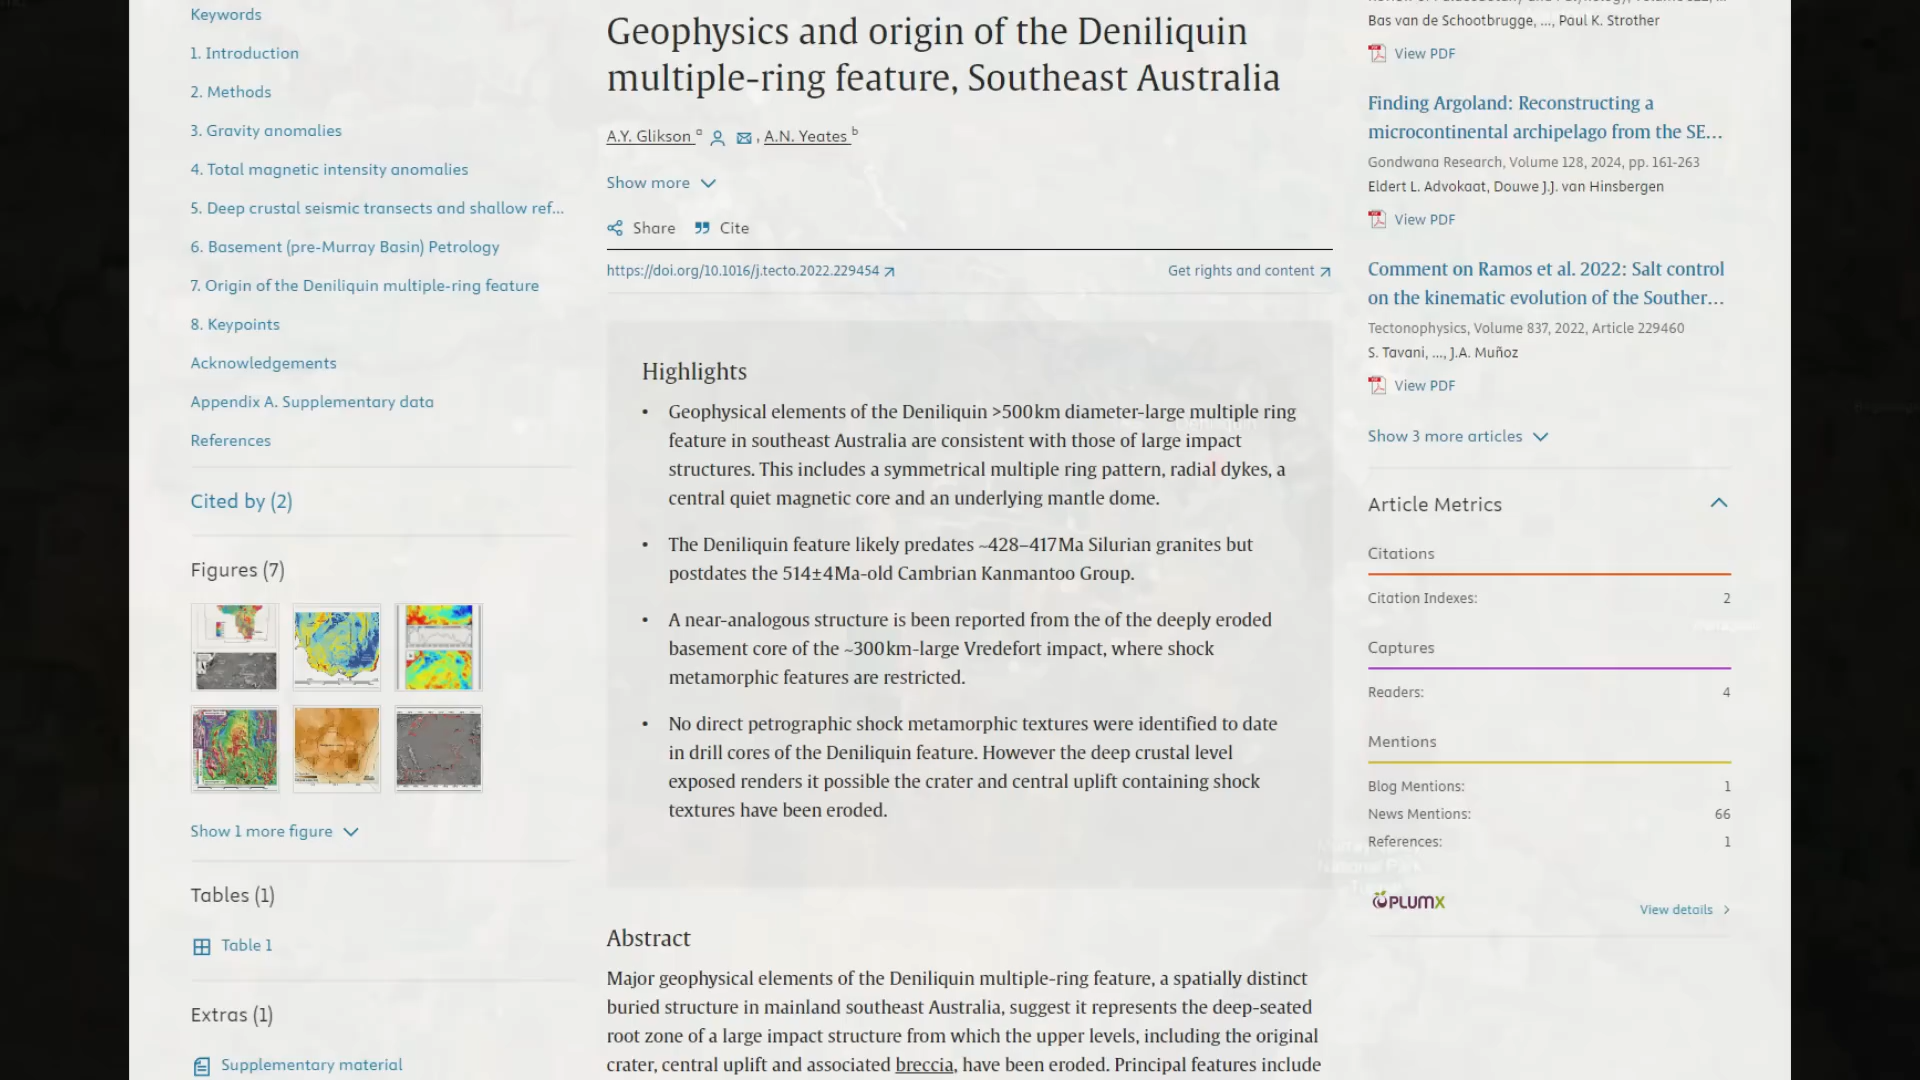 Keywords
1. Introduction
2. Methods
3. Gravity anomalies
4. Total magnetic intensity anomalies
5. Deep crustal seismic transects and shallow ref...
6. Basement (pre-Murray Basin) Petrology
7. Origin of the Deniliquin multiple-ring feature
8. Keypoints
Acknowledgements
Appendix A. Supplementary data
References
Cited by (2)
Figures (7)
Show 1 more figure
Tables (1)
Table 1
Extras (1)
Supplementary material
Geophysics and origin of the Deniliquin
multiple-ring feature, Southeast Australia
A.Y. Glikson a , A.N. Yeates b
Show more
Share Cite
https://doi.org/10.1016/j.tecto.2022.229454 Get rights and content
Highlights
• Geophysical elements of the Deniliquin >500km diameter-large multiple ring
feature in southeast Australia are consistent with those of large impact
structures. This includes a symmetrical multiple ring pattern, radial dykes, a
central quiet magnetic core and an underlying mantle dome.
• The Deniliquin feature likely predates ~428–417Ma Silurian granites but
postdates the 514±4Ma-old Cambrian Kanmantoo Group.
• A near-analogous structure is been reported from the of the deeply eroded
basement core of the ~300km-large Vredefort impact, where shock
metamorphic features are restricted.
• No direct petrographic shock metamorphic textures were identified to date
in drill cores of the Deniliquin feature. However the deep crustal level
exposed renders it possible the crater and central uplift containing shock
textures have been eroded.
Abstract
Major geophysical elements of the Deniliquin multiple-ring feature, a spatially distinct
buried structure in mainland southeast Australia, suggest it represents the deep-seated
root zone of a large impact structure from which the upper levels, including the original
crater, central uplift and associated breccia, have been eroded. Principal features include
Bas van de Schootbrugge, ..., Paul K. Strother
View PDF
Finding Argoland: Reconstructing a
microcontinental archipelago from the SE...
Gondwana Research, Volume 128, 2024, pp. 161-263
Eldert L. Advokaat, Douwe J.J. van Hinsbergen
View PDF
Comment on Ramos et al. 2022: Salt control
on the kinematic evolution of the Souther...
Tectonophysics, Volume 837, 2022, Article 229460
S. Tavani, ..., J.A. Muñoz
View PDF
Show 3 more articles
Article Metrics
Citations
Citation Indexes: 2
Captures
Readers: 4
Mentions
Blog Mentions: 1
News Mentions: 66
References: 1
PLUMX
View details